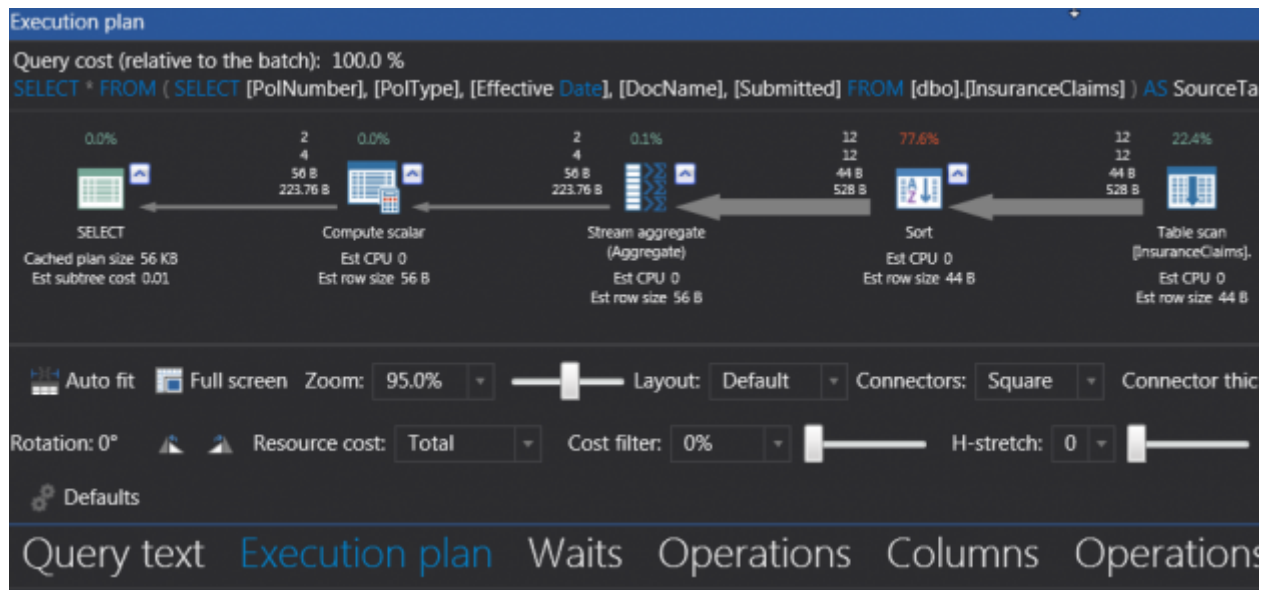 Execution plan
Query cost (relative to the batch): 100.0 %
SELECT * FROM ( SELECT [PolNumber], [PolType], [Effective Date], [DocName], [Submitted] FROM [dbo].[InsuranceClaims] ) AS SourceTa
0.0% 2 0.0% 2 0.1% 12 77.6% 12 22.4%
4 4 12 12
56 B 56 B 44 B 44 B
223.76 B 223.76 B 528 B 528 B
SELECT Compute scalar Stream aggregate Sort Table scan
(Aggregate) [InsuranceClaims].
Cached plan size 56 KB Est CPU 0 Est CPU 0 Est CPU 0 Est CPU 0
Est subtree cost 0.01 Est row size 56 B Est row size 56 B Est row size 44 B Est row size 44 B
Auto fit Full screen Zoom: 95.0% Layout: Default Connectors: Square Connector thic
Rotation: 0° Resource cost: Total Cost filter: 0% H-stretch: 0
Defaults
Query text Execution plan Waits Operations Columns Operations